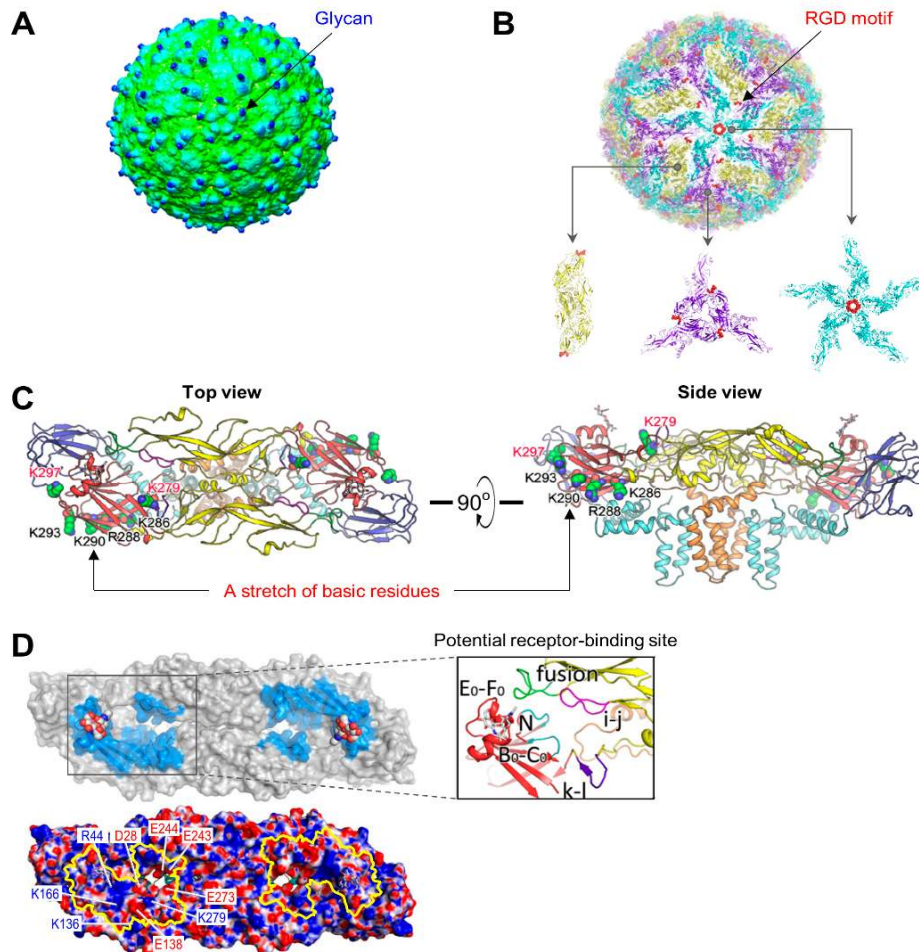 A
Glycan
B
RGD motif
C
Top view
Side view
K297
K279
K286
R288
K290
K293
90°
K279
K297
K293
K290
R288
K286
A stretch of basic residues
D
Potential receptor-binding site
fusion
E₀-F₀
N
i-j
B₀-C₀
k-l
R44
D28
E244
E243
K166
E273
K136
K279
E138